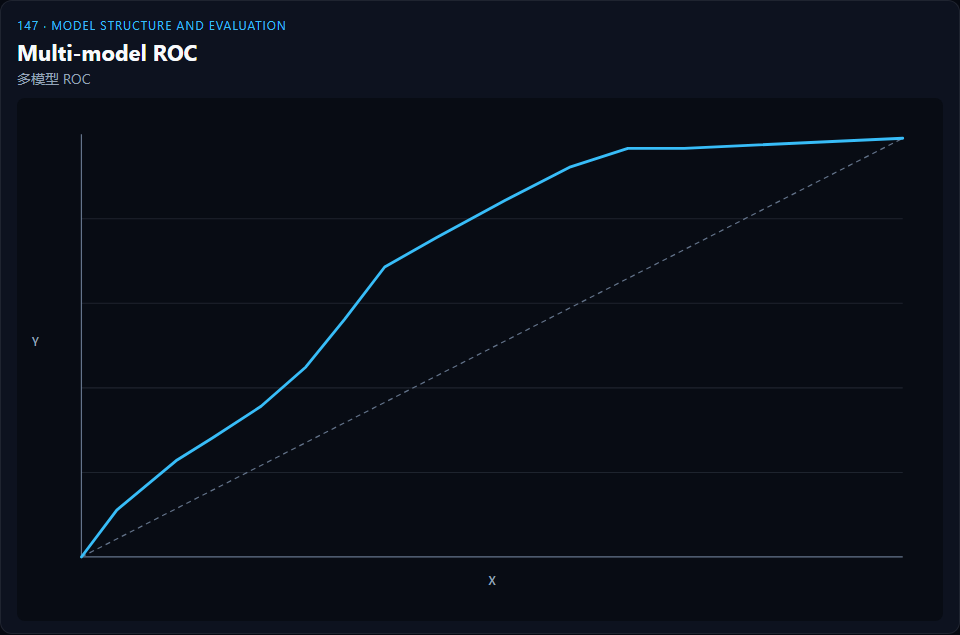 147 · MODEL STRUCTURE AND EVALUATION
Multi-model ROC
多模型 ROC
Y
X